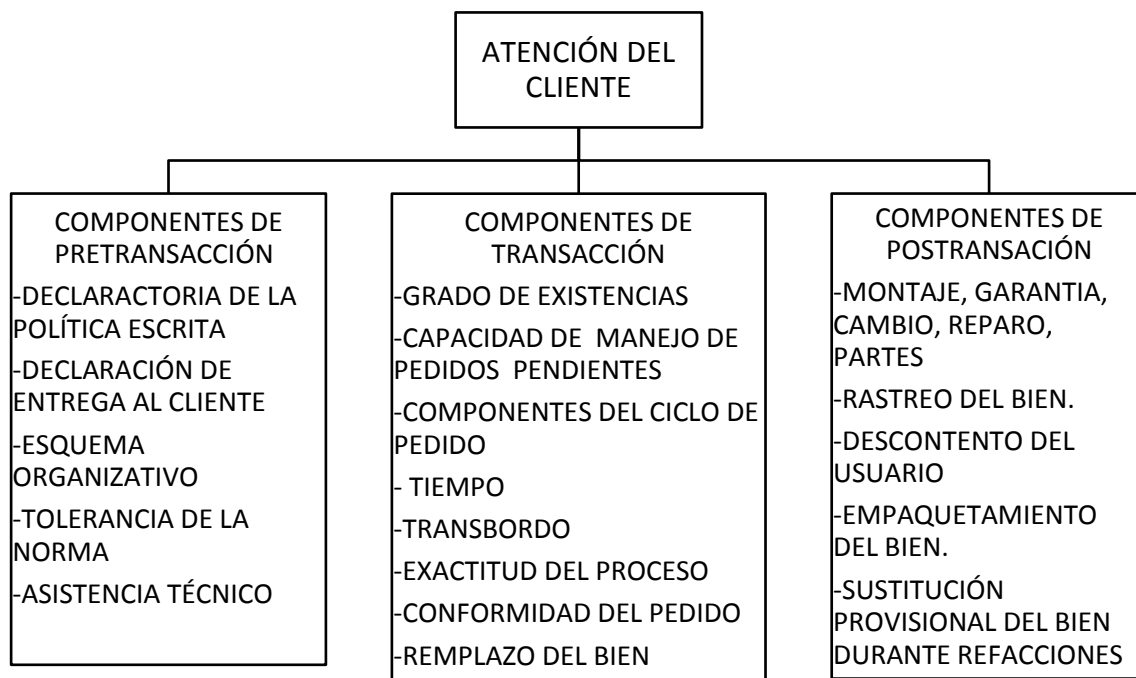 ATENCIÓN DEL
CLIENTE
COMPONENTES DE
PRETRANSACCIÓN
-DECLARACTORIA DE LA
POLÍTICA ESCRITA
-DECLARACIÓN DE
ENTREGA AL CLIENTE
-ESQUEMA
ORGANIZATIVO
-TOLERANCIA DE LA
NORMA
-ASISTENCIA TÉCNICO
COMPONENTES DE
TRANSACCIÓN
-GRADO DE EXISTENCIAS
-CAPACIDAD DE  MANEJO DE
PEDIDOS  PENDIENTES
-COMPONENTES DEL CICLO DE
PEDIDO
- TIEMPO
-TRANSBORDO
-EXACTITUD DEL PROCESO
-CONFORMIDAD DEL PEDIDO
-REMPLAZO DEL BIEN
COMPONENTES DE
POSTRANSACIÓN
-MONTAJE, GARANTIA,
CAMBIO, REPARO,
PARTES
-RASTREO DEL BIEN.
-DESCONTENTO DEL
USUARIO
-EMPAQUETAMIENTO
DEL BIEN.
-SUSTITUCIÓN
PROVISIONAL DEL BIEN
DURANTE REFACCIONES